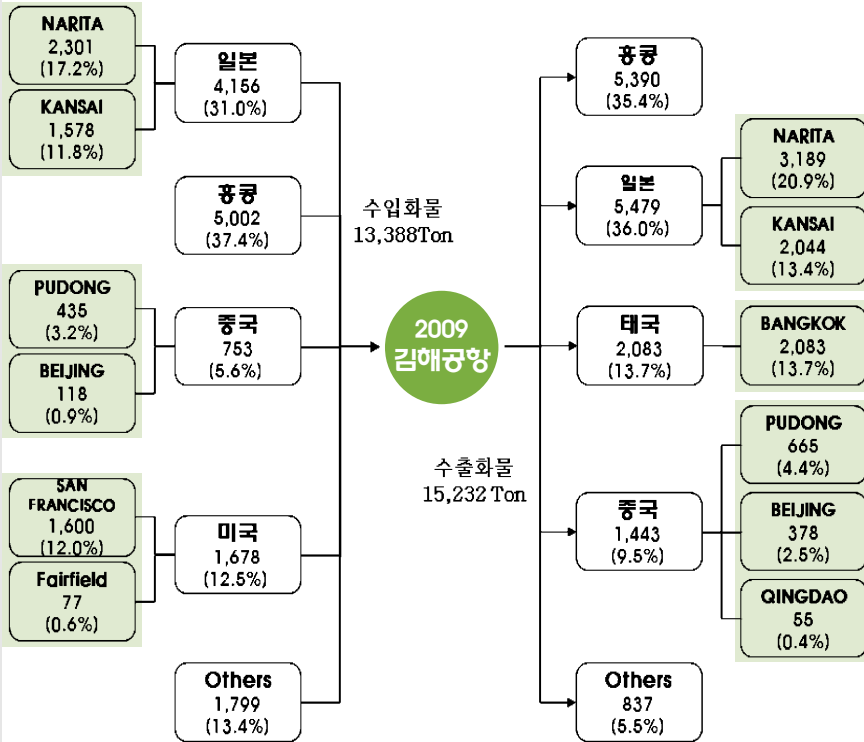 NARITA
2,301
(17.2%)
KANSAI
1,578
(11.8%)
일본
4,156
(31.0%)
홍콩
5,002
(37.4%)
PUDONG
435
(3.2%)
BEIJING
118
(0.9%)
중국
753
(5.6%)
SAN
FRANCISCO
1,600
(12.0%)
Fairfield
77
(0.6%)
미국
1,678
(12.5%)
Others
1,799
(13.4%)
수입화물
13,388Ton
2009
김해공항
수출화물
15,232 Ton
홍콩
5,390
(35.4%)
일본
5,479
(36.0%)
NARITA
3,189
(20.9%)
KANSAI
2,044
(13.4%)
태국
2,083
(13.7%)
BANGKOK
2,083
(13.7%)
중국
1,443
(9.5%)
PUDONG
665
(4.4%)
BEIJING
378
(2.5%)
QINGDAO
55
(0.4%)
Others
837
(5.5%)